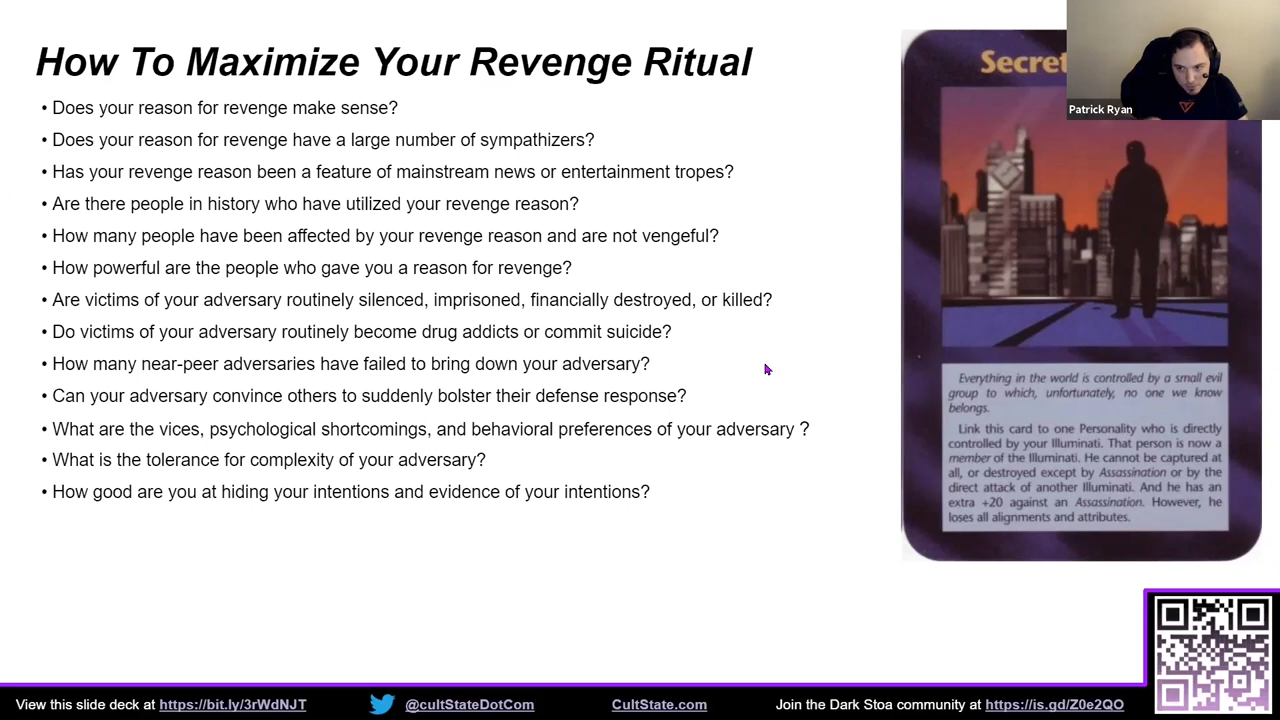 How To Maximize Your Revenge Ritual
• Does your reason for revenge make sense?
• Does your reason for revenge have a large number of sympathizers?
• Has your revenge reason been a feature of mainstream news or entertainment tropes?
• Are there people in history who have utilized your revenge reason?
• How many people have been affected by your revenge reason and are not vengeful?
• How powerful are the people who gave you a reason for revenge?
• Are victims of your adversary routinely silenced, imprisoned, financially destroyed, or killed?
• Do victims of your adversary routinely become drug addicts or commit suicide?
• How many near-peer adversaries have failed to bring down your adversary?
• Can your adversary convince others to suddenly bolster their defense response?
• What are the vices, psychological shortcomings, and behavioral preferences of your adversary ?
• What is the tolerance for complexity of your adversary?
• How good are you at hiding your intentions and evidence of your intentions?
Secret
Patrick Ryan
Everything in the world is controlled by a small evil
group to which, unfortunately, no one we know
belongs.
Link this card to one Personality who is directly
controlled by your Illuminati. That person is now a
member of the Illuminati. He cannot be captured at
all, or destroyed except by Assassination or by the
direct attack of another Illuminati. And he has an
extra +20 against an Assassination. However, he
loses all alignments and attributes.
View this slide deck at https://bit.ly/3rWdNJT
@cultStateDotCom
CultState.com
Join the Dark Stoa community at https://is.gd/Z0e2QO